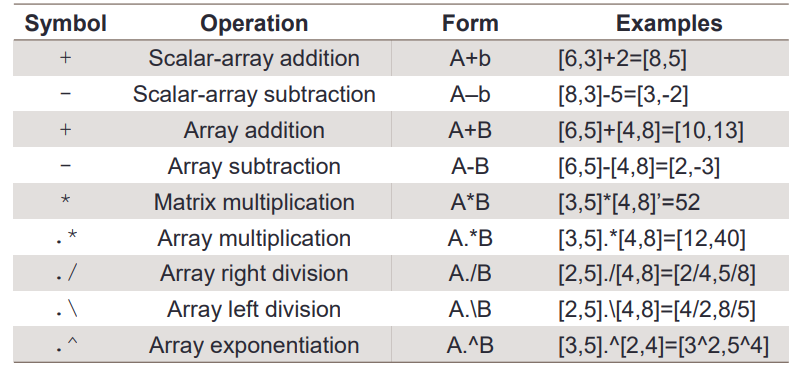 Symbol Operation Form Examples
+ Scalar-array addition A+b [6,3]+2=[8,5]
- Scalar-array subtraction A–b [8,3]-5=[3,-2]
+ Array addition A+B [6,5]+[4,8]=[10,13]
- Array subtraction A-B [6,5]-[4,8]=[2,-3]
* Matrix multiplication A*B [3,5]*[4,8]’=52
.* Array multiplication A.*B [3,5].*[4,8]=[12,40]
./ Array right division A./B [2,5]./[4,8]=[2/4,5/8]
.\ Array left division A.\B [2,5].\[4,8]=[4/2,8/5]
.^ Array exponentiation A.^B [3,5].^[2,4]=[3^2,5^4]